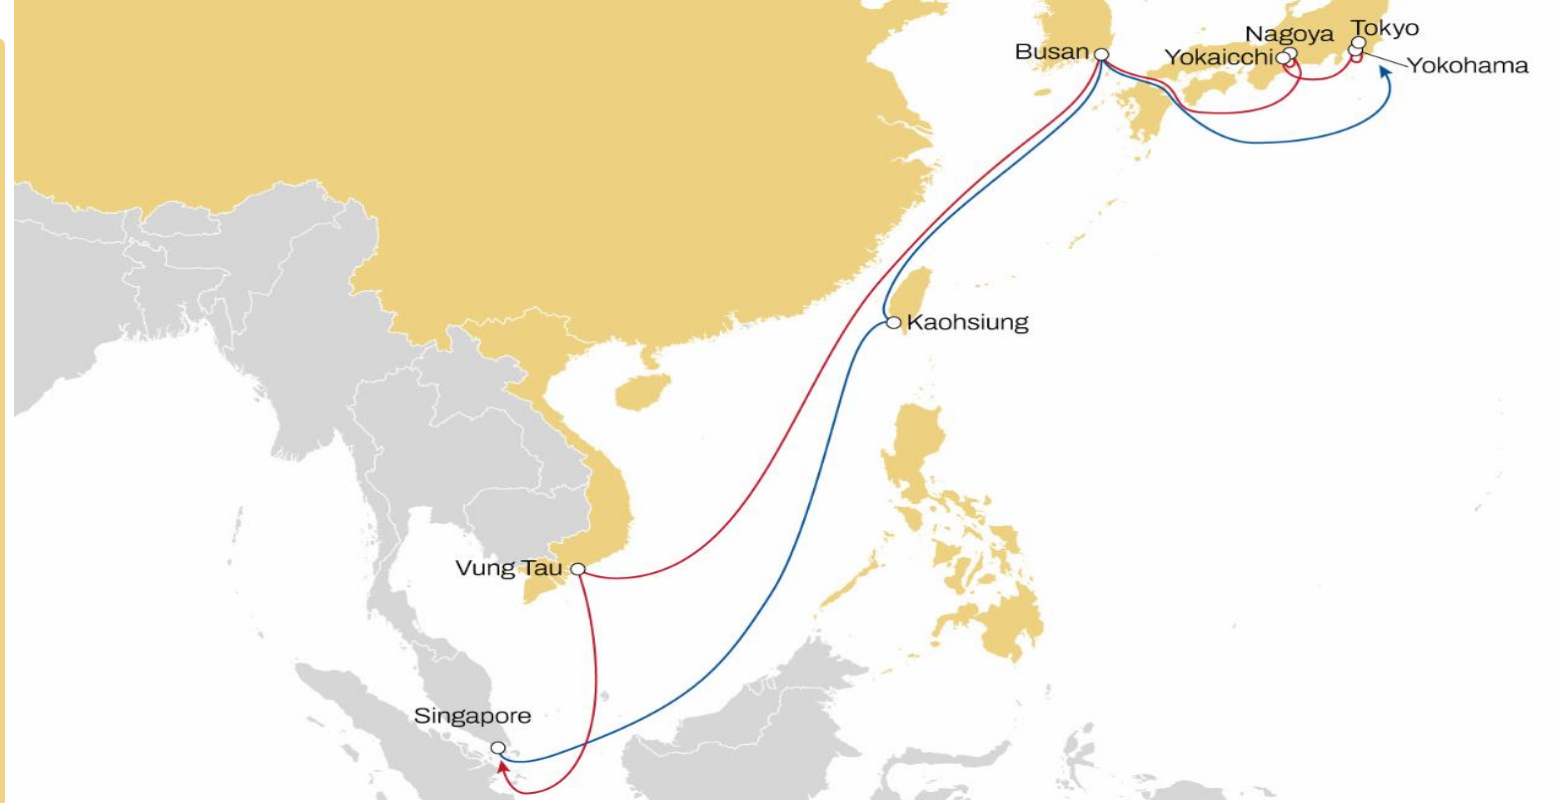 Tokyo
Nagoya
Busan
Yokaicchi
Yokohama
Kaohsiung
Vung Tau
Singapore